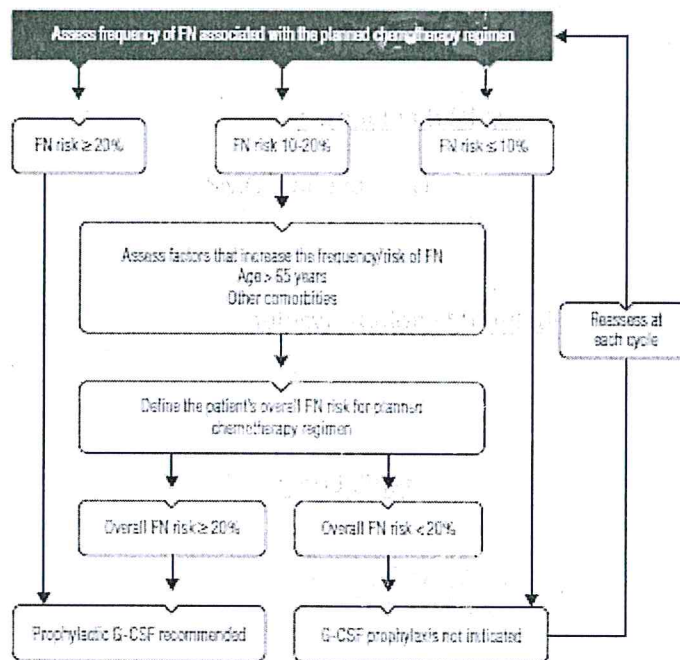 Assess frequency of FN associated with the planned chemotherapy regimen
FN risk ≥ 20%
FN risk 10-20%
FN risk ≤ 10%
Assess factors that increase the frequency/risk of FN
Age > 65 years
Other comorbities
Reassess at
each cycle
Define the patient's overall FN risk for planned
chemotherapy regimen
Overall FN risk ≥ 20%
Overall FN risk < 20%
Prophylactic G-CSF recommended
G-CSF prophylaxis not indicated